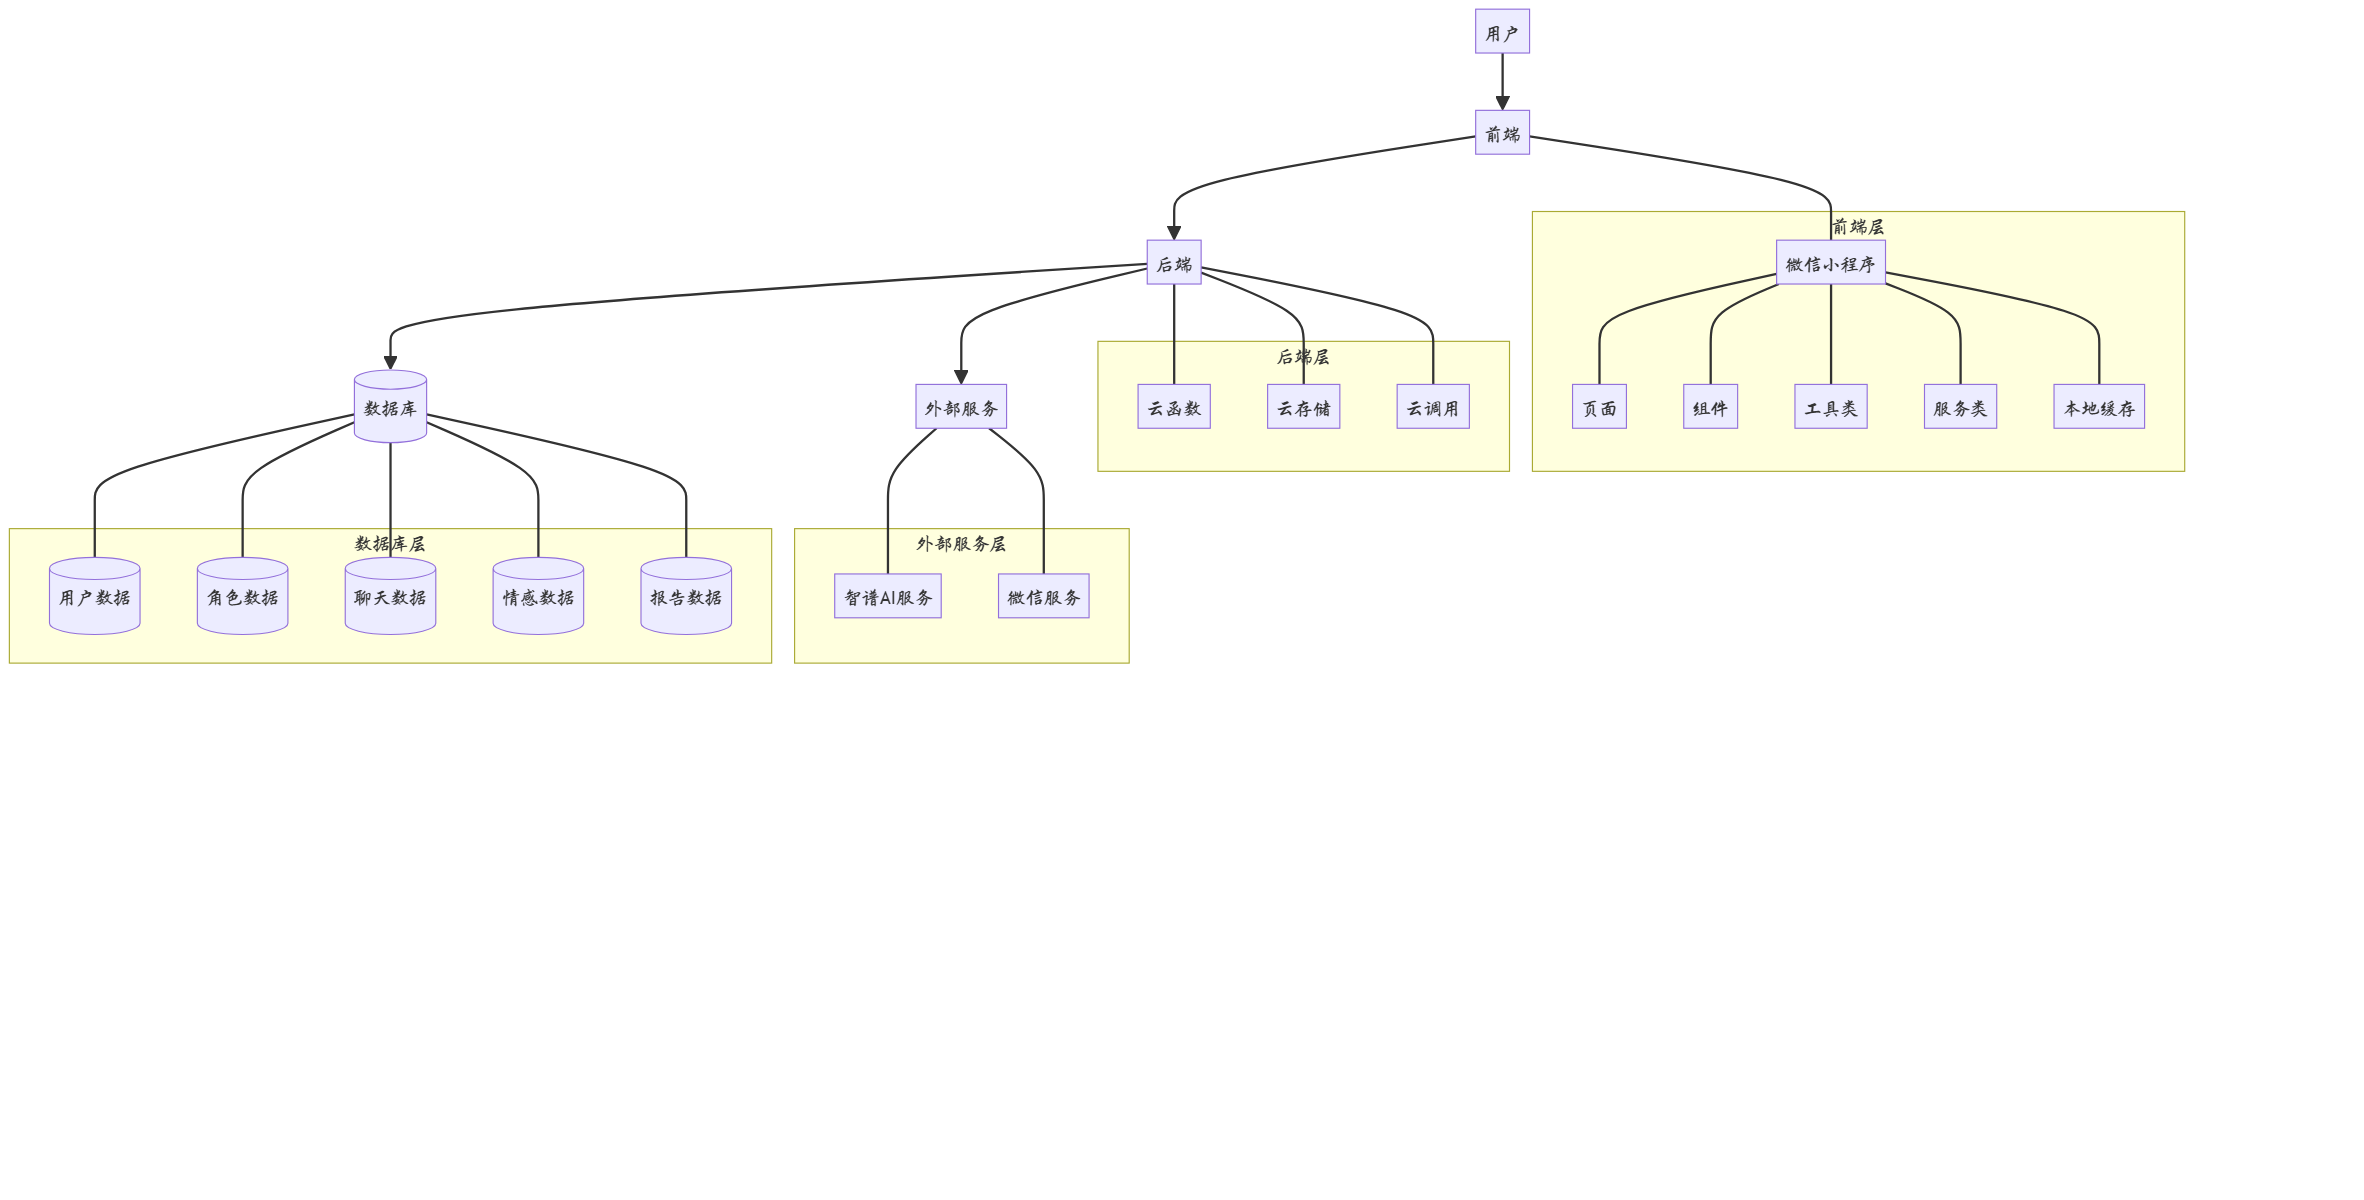 用户
前端
前端层
后端
微信小程序
后端层
数据库
外部服务
云函数
云存储
云调用
页面
组件
工具类
服务类
本地缓存
数据库层
外部服务层
用户数据
角色数据
聊天数据
情感数据
报告数据
智谱AI服务
微信服务